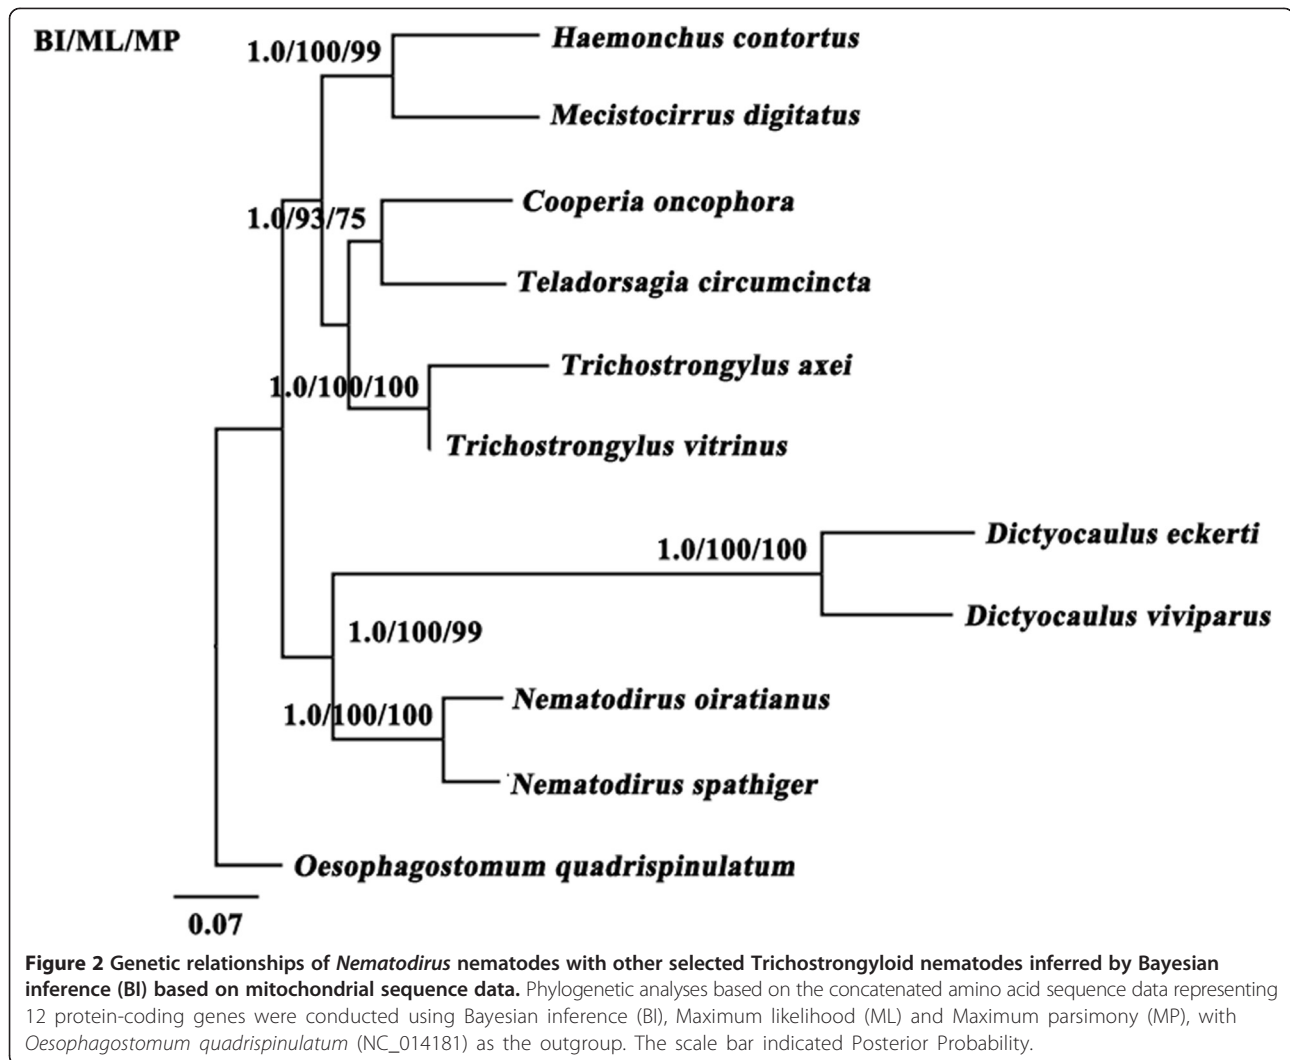 BI/ML/MP
Haemonchus contortus
1.0/100/99
Mecistocirrus digitatus
Cooperia oncophora
1.0/93/75
Teladorsagia circumcincta
Trichostrongylus axei
1.0/100/100
Trichostrongylus vitrinus
Dictyocaulus eckerti
1.0/100/100
Dictyocaulus viviparus
1.0/100/99
Nematodirus oiratianus
1.0/100/100
Nematodirus spathiger
Oesophagostomum quadrispinulatum
0.07
Figure 2 Genetic relationships of Nematodirus nematodes with other selected Trichostrongyloid nematodes inferred by Bayesian
inference (BI) based on mitochondrial sequence data. Phylogenetic analyses based on the concatenated amino acid sequence data representing
12 protein-coding genes were conducted using Bayesian inference (BI), Maximum likelihood (ML) and Maximum parsimony (MP), with
Oesophagostomum quadrispinulatum (NC_014181) as the outgroup. The scale bar indicated Posterior Probability.